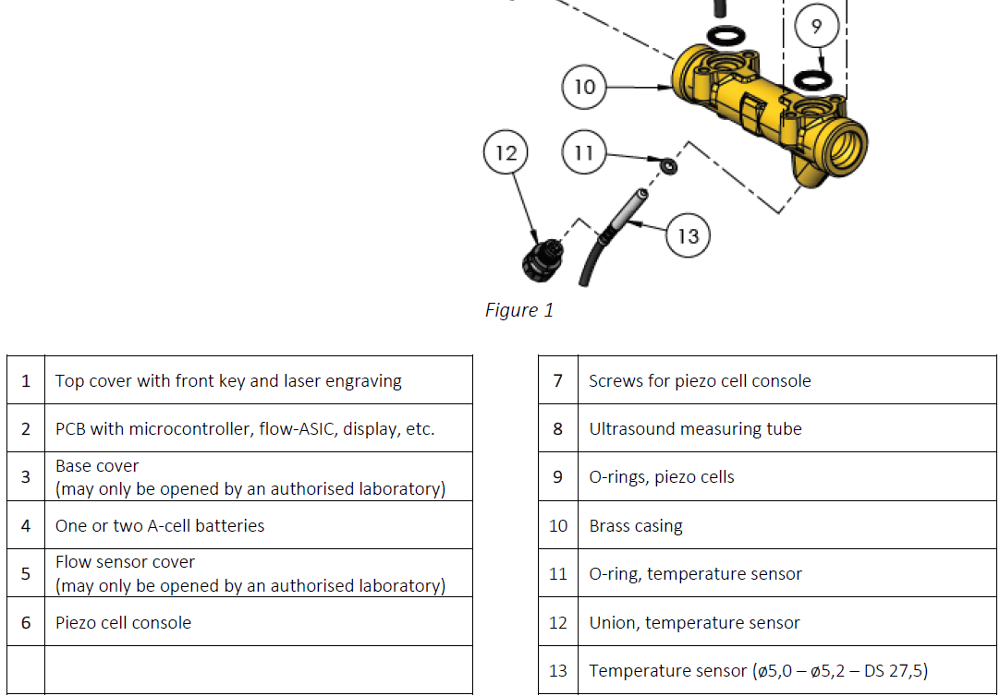 9
10
11
12
13
Figure 1
1 Top cover with front key and laser engraving
2 PCB with microcontroller, flow-ASIC, display, etc.
3 Base cover
(may only be opened by an authorised laboratory)
4 One or two A-cell batteries
5 Flow sensor cover
(may only be opened by an authorised laboratory)
6 Piezo cell console
7 Screws for piezo cell console
8 Ultrasound measuring tube
9 O-rings, piezo cells
10 Brass casing
11 O-ring, temperature sensor
12 Union, temperature sensor
13 Temperature sensor (ø5,0 – ø5,2 – DS 27,5)